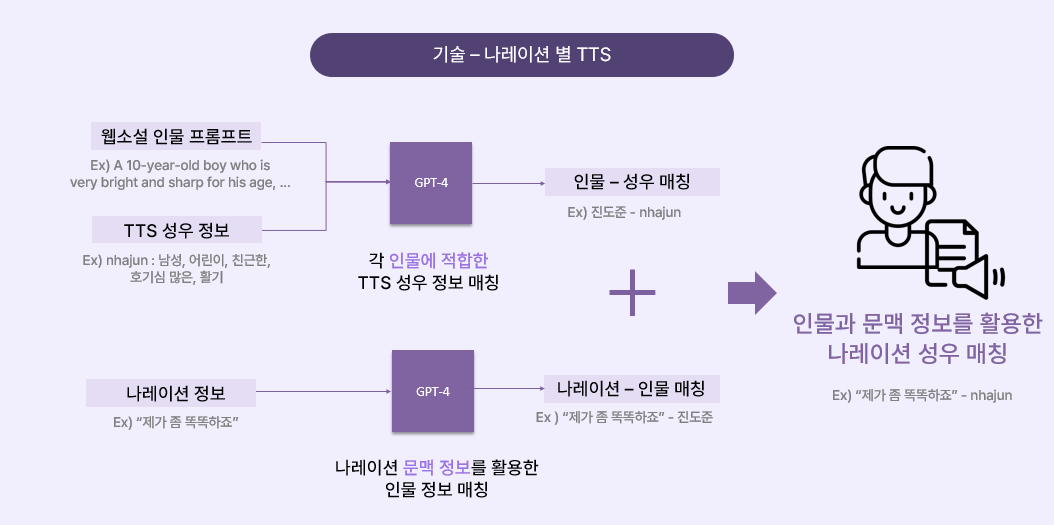 기술 – 나레이션 별 TTS
웹소설 인물 프롬프트
Ex) A 10-year-old boy who is
very bright and sharp for his age, ...
TTS 성우 정보
Ex) nhajun : 남성, 어린이, 친근한,
호기심 많은, 활기
GPT-4
각 인물에 적합한
TTS 성우 정보 매칭
인물 – 성우 매칭
Ex) 진도준 - nhajun
나레이션 정보
Ex) “제가 좀 똑똑하죠”
GPT-4
나레이션 문맥 정보를 활용한
인물 정보 매칭
나레이션 – 인물 매칭
Ex ) “제가 좀 똑똑하죠” - 진도준
인물과 문맥 정보를 활용한
나레이션 성우 매칭
Ex) “제가 좀 똑똑하죠” - nhajun